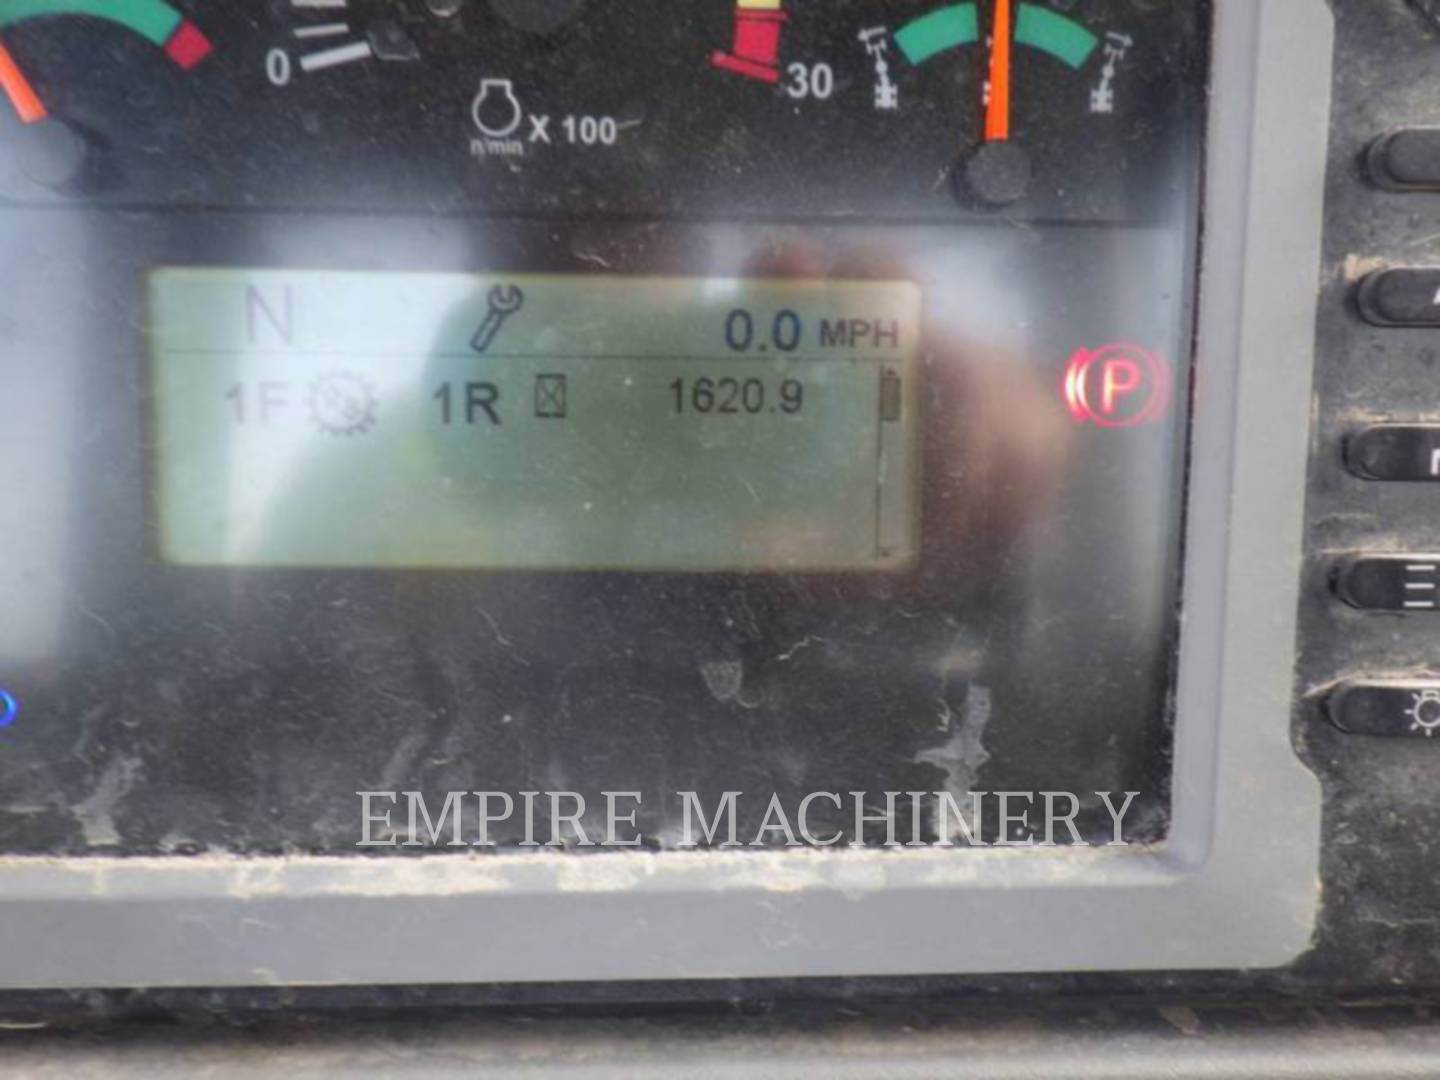 0
30
X 100
n/min
N 0.0 MPH
1F 1R 1620.9
P
EMPIRE MACHINERY